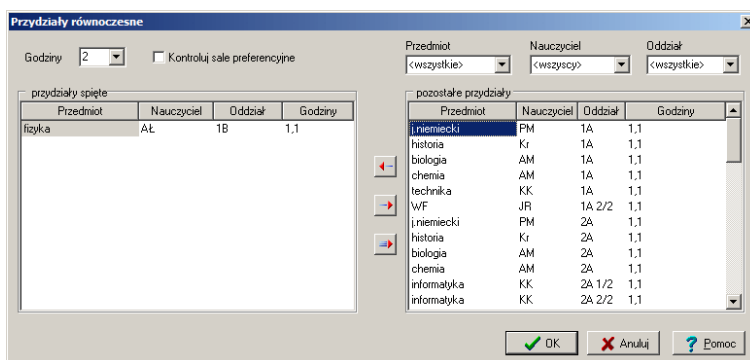 Przydziały równoczesne
Godziny 2 Kontroluj sale preferencyjne
Przedmiot Nauczyciel Oddział
<wszystkie> <wszyscy> <wszystkie>
przydziały spięte
Przedmiot Nauczyciel Oddział Godziny
fizyka AŁ 1B 1,1
pozostałe przydziały
Przedmiot Nauczyciel Oddział Godziny
j.niemiecki PM 1A 1,1
historia Kr 1A 1,1
biologia AM 1A 1,1
chemia AM 1A 1,1
technika KK 1A 1,1
WF JR 1A 2/2 1,1
j.niemiecki PM 2A 1,1
historia Kr 2A 1,1
biologia AM 2A 1,1
chemia AM 2A 1,1
informatyka KK 2A 1/2 1,1
informatyka KK 2A 2/2 1,1
OK Anuluj Pomoc